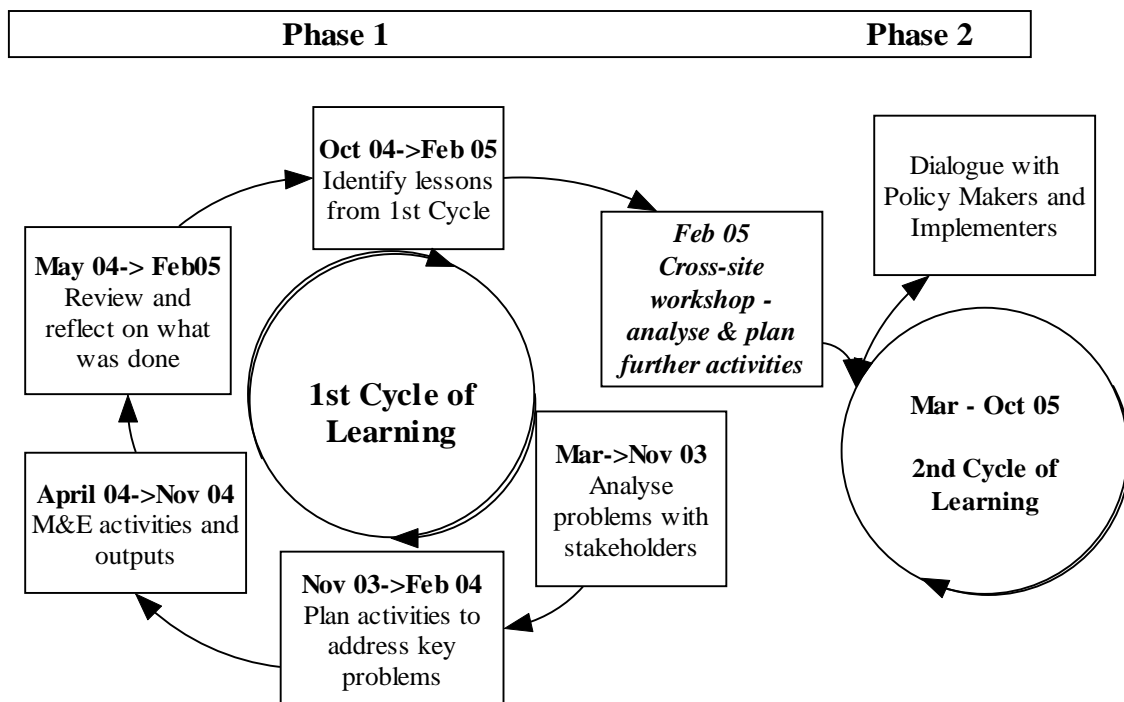 Phase 1 Phase 2
Oct 04->Feb 05
Identify lessons
from 1st Cycle
Dialogue with
Policy Makers and
Implementers
Feb 05
Cross-site
workshop -
analyse & plan
further activities
May 04-> Feb05
Review and
reflect on what
was done
1st Cycle of
Learning
Mar - Oct 05
2nd Cycle of
Learning
Mar->Nov 03
Analyse
problems with
stakeholders
April 04->Nov 04
M&E activities and
outputs
Nov 03->Feb 04
Plan activities to
address key
problems